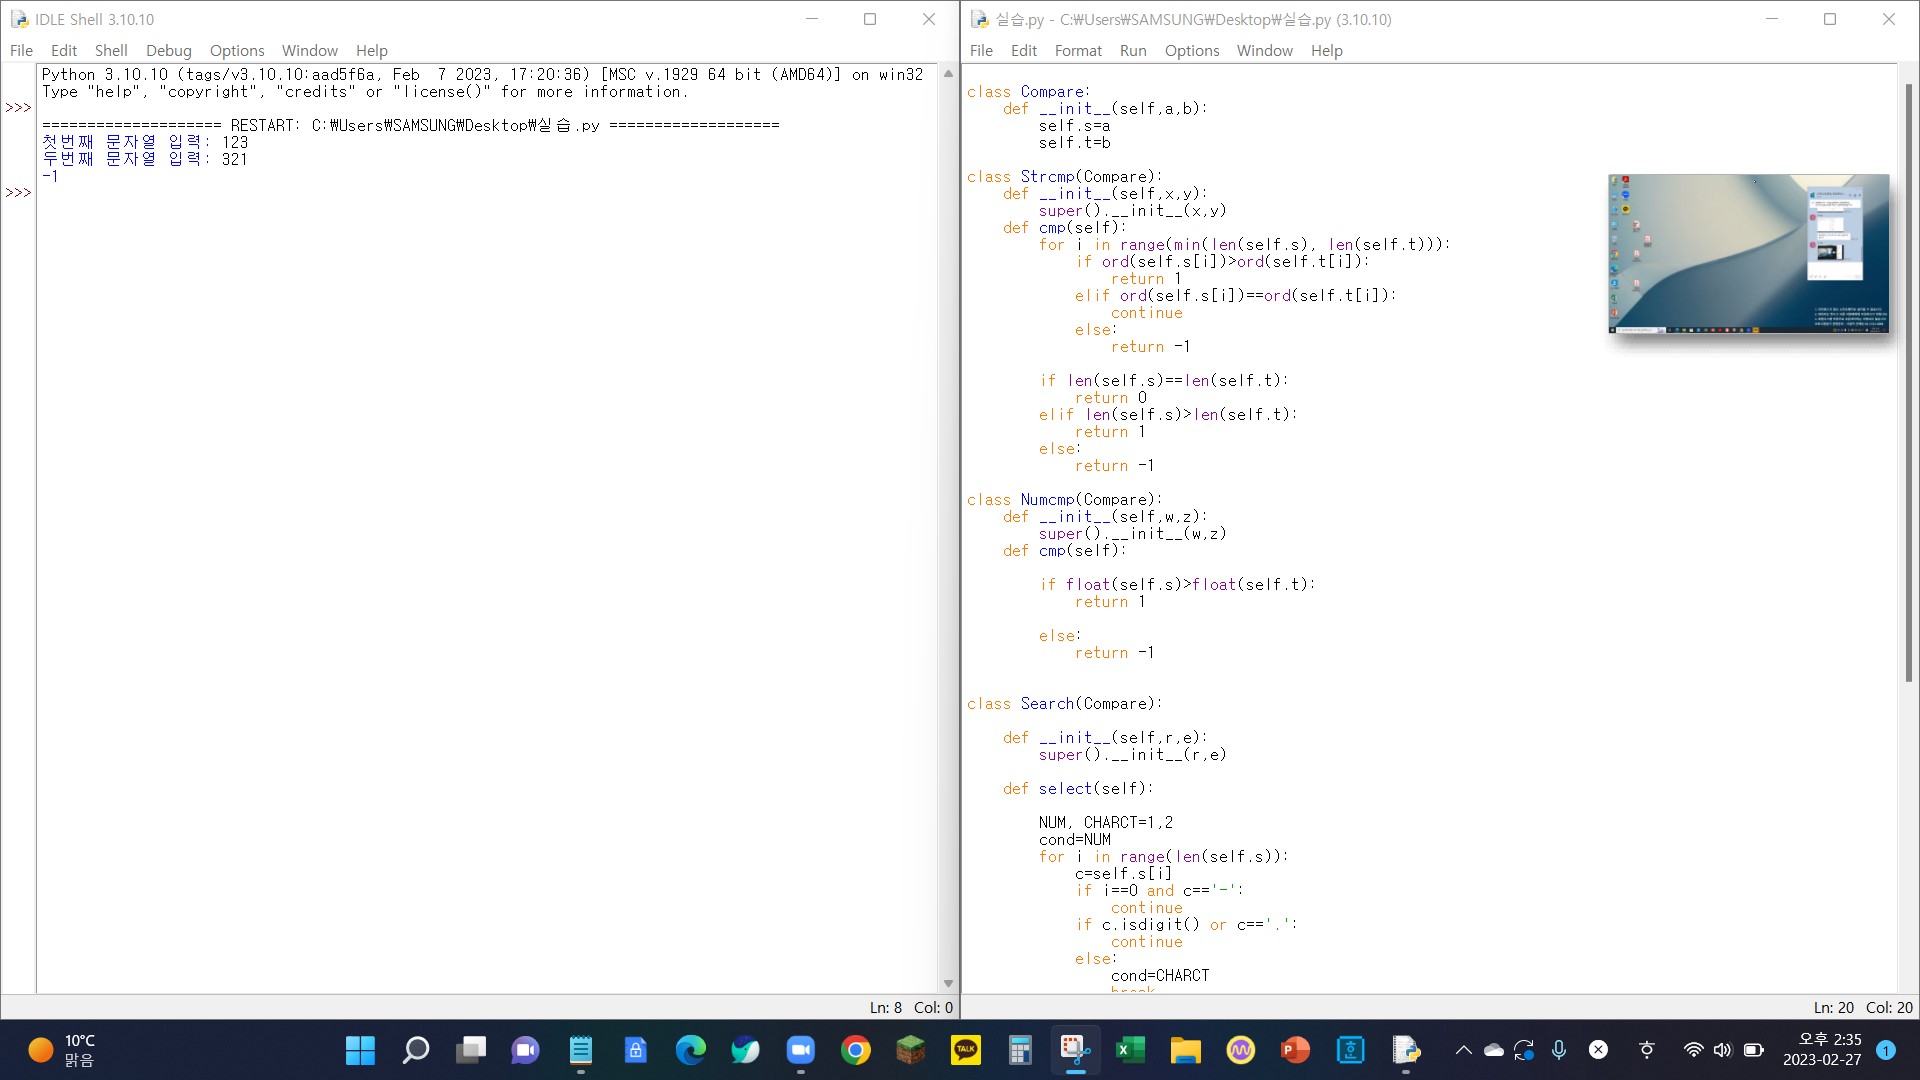 IDLE Shell 3.10.10
File Edit Shell Debug Options Window Help
Python 3.10.10 (tags/v3.10.10:aad5f6a, Feb  7 2023, 17:20:36) [MSC v.1929 64 bit (AMD64)] on win32
Type "help", "copyright", "credits" or "license()" for more information.
>>>
==================== RESTART: C:₩Users₩SAMSUNG₩Desktop₩실습.py ===================
첫번째 문자열 입력: 123
두번째 문자열 입력: 321
-1
>>>
Ln: 8 Col: 0
실습.py - C:₩Users₩SAMSUNG₩Desktop₩실습.py (3.10.10)
File Edit Format Run Options Window Help
class Compare:
    def __init__(self,a,b):
        self.s=a
        self.t=b
class Strcmp(Compare):
    def __init__(self,x,y):
        super().__init__(x,y)
    def cmp(self):
        for i in range(min(len(self.s), len(self.t))):
            if ord(self.s[i])>ord(self.t[i]):
                return 1
            elif ord(self.s[i])==ord(self.t[i]):
                continue
            else:
                return -1
        if len(self.s)==len(self.t):
            return 0
        elif len(self.s)>len(self.t):
            return 1
        else:
            return -1
class Numcmp(Compare):
    def __init__(self,w,z):
        super().__init__(w,z)
    def cmp(self):
        if float(self.s)>float(self.t):
            return 1
        else:
            return -1
class Search(Compare):
    def __init__(self,r,e):
        super().__init__(r,e)
    def select(self):
        NUM, CHARCT=1,2
        cond=NUM
        for i in range(len(self.s)):
            c=self.s[i]
            if i==0 and c=='-':
                continue
            if c.isdigit() or c=='.':
                continue
            else:
                cond=CHARCT
                break
Ln: 20 Col: 20
10°C
맑음
TALK
오후 2:35
2023-02-27
1